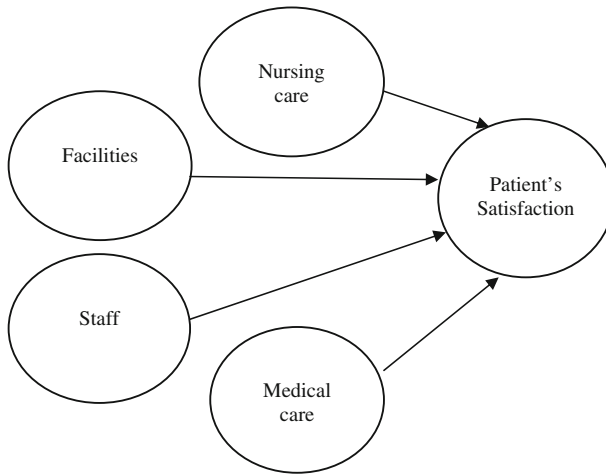 Nursing
care
Facilities
Patient's
Satisfaction
Staff
Medical
care